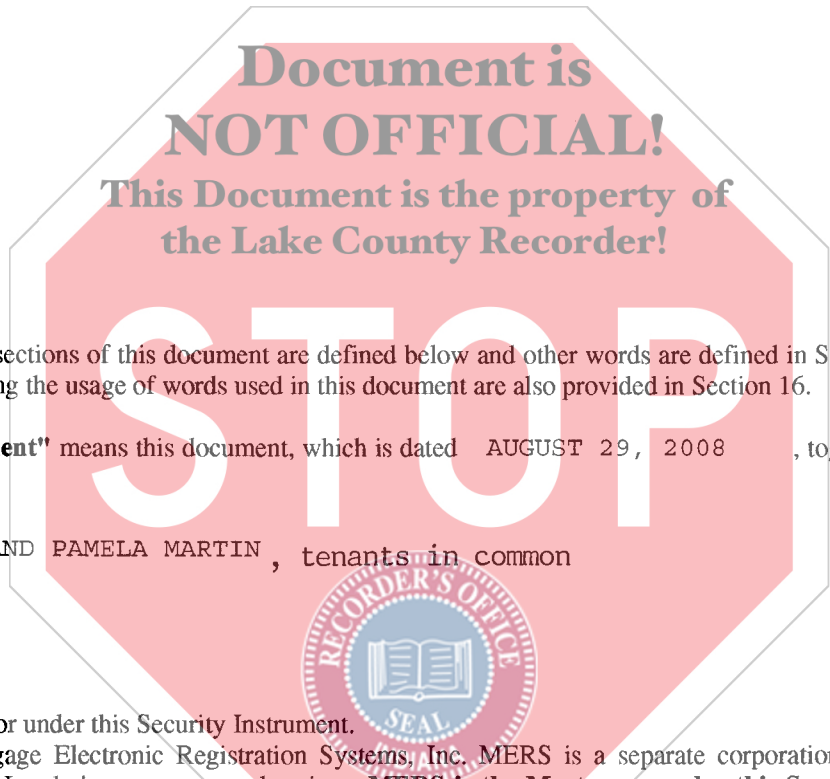 Document is
NOT OFFICIAL!
This Document is the property of
the Lake County Recorder!
STOP
sections of this document are defined below and other words are defined in S
ng the usage of words used in this document are also provided in Section 16.
ent" means this document, which is dated AUGUST 29, 2008 , to
ND PAMELA MARTIN , tenants in common
RECORDER'S OFFICE
SEAL
or under this Security Instrument.
gage Electronic Registration Systems, Inc. MERS is a separate corporation